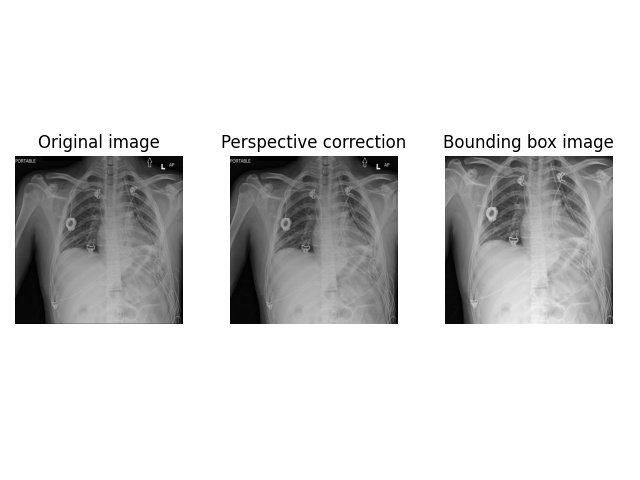 Original image
Perspective correction
Bounding box image
PORTABLE
L AP
PORTABLE
L AP